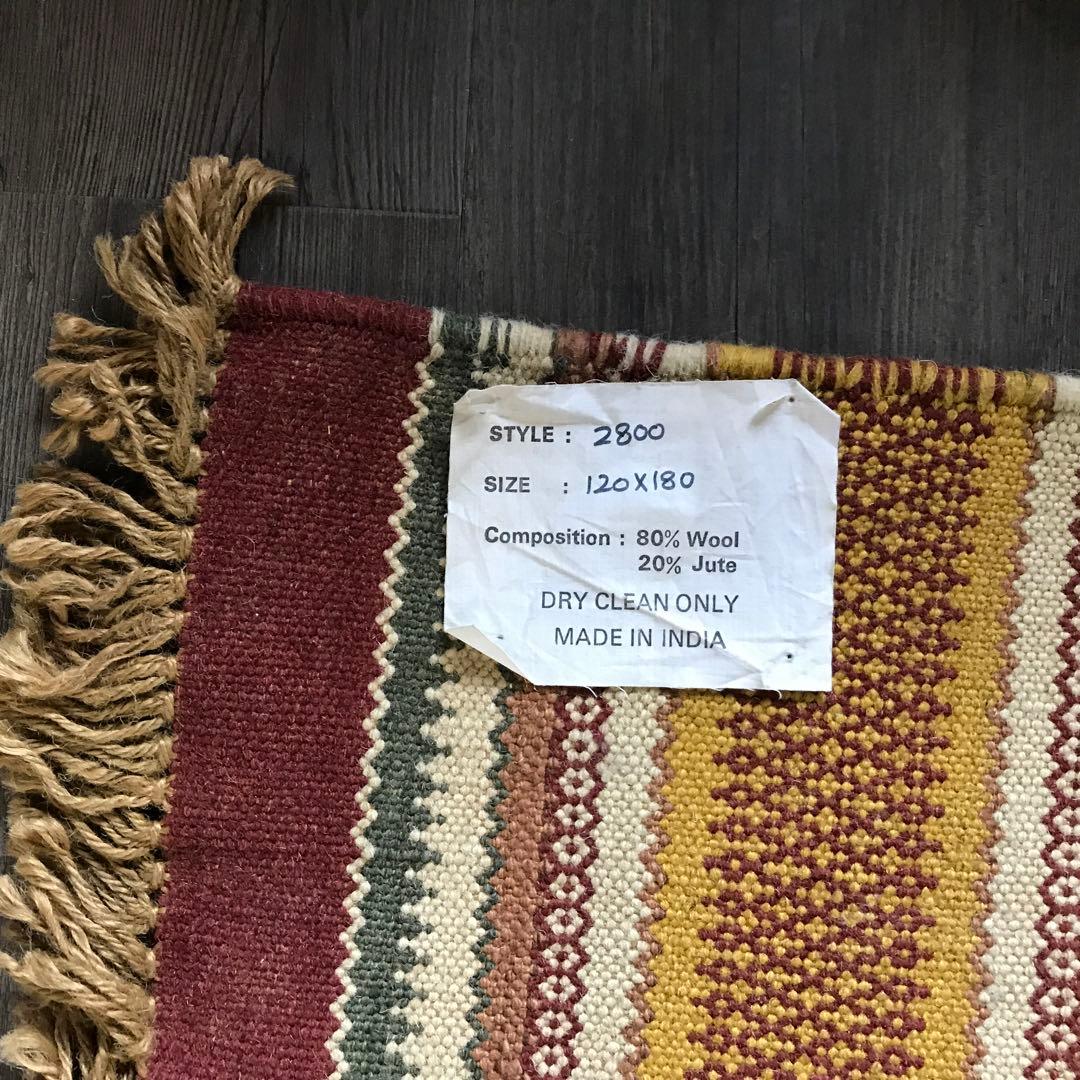 STYLE : 2800
SIZE : 120X180
Composition : 80% Wool
20% Jute
DRY CLEAN ONLY
MADE IN INDIA